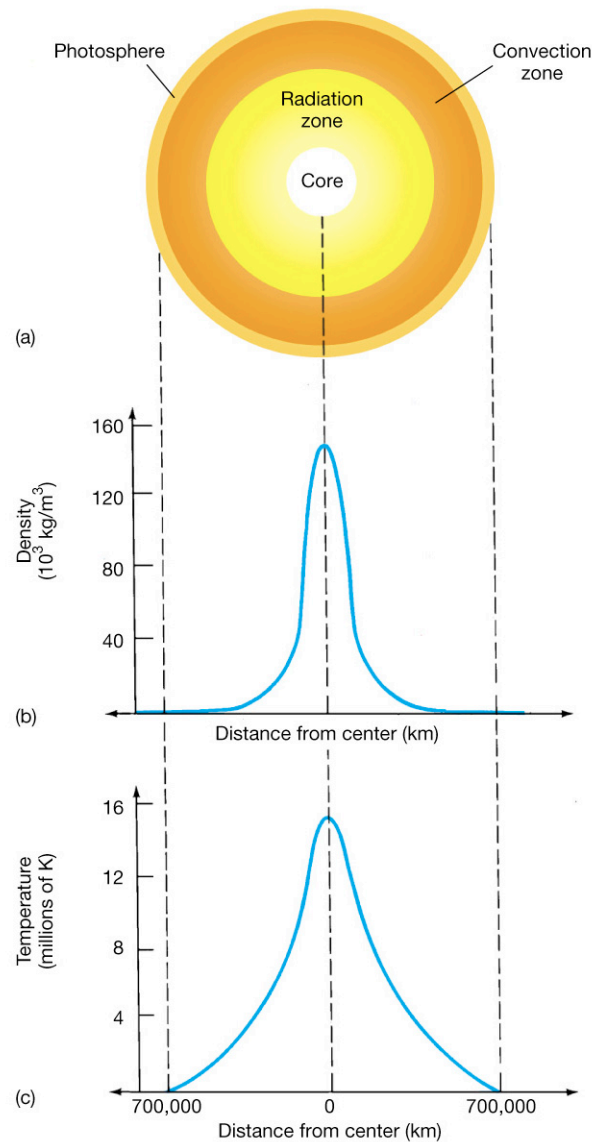 Photosphere
Convection
zone
Radiation
zone
Core
(a)
160
120
80
40
Density
(10³ kg/m³)
(b)
Distance from center (km)
16
12
8
4
Temperature
(millions of K)
(c)
700,000
0
700,000
Distance from center (km)